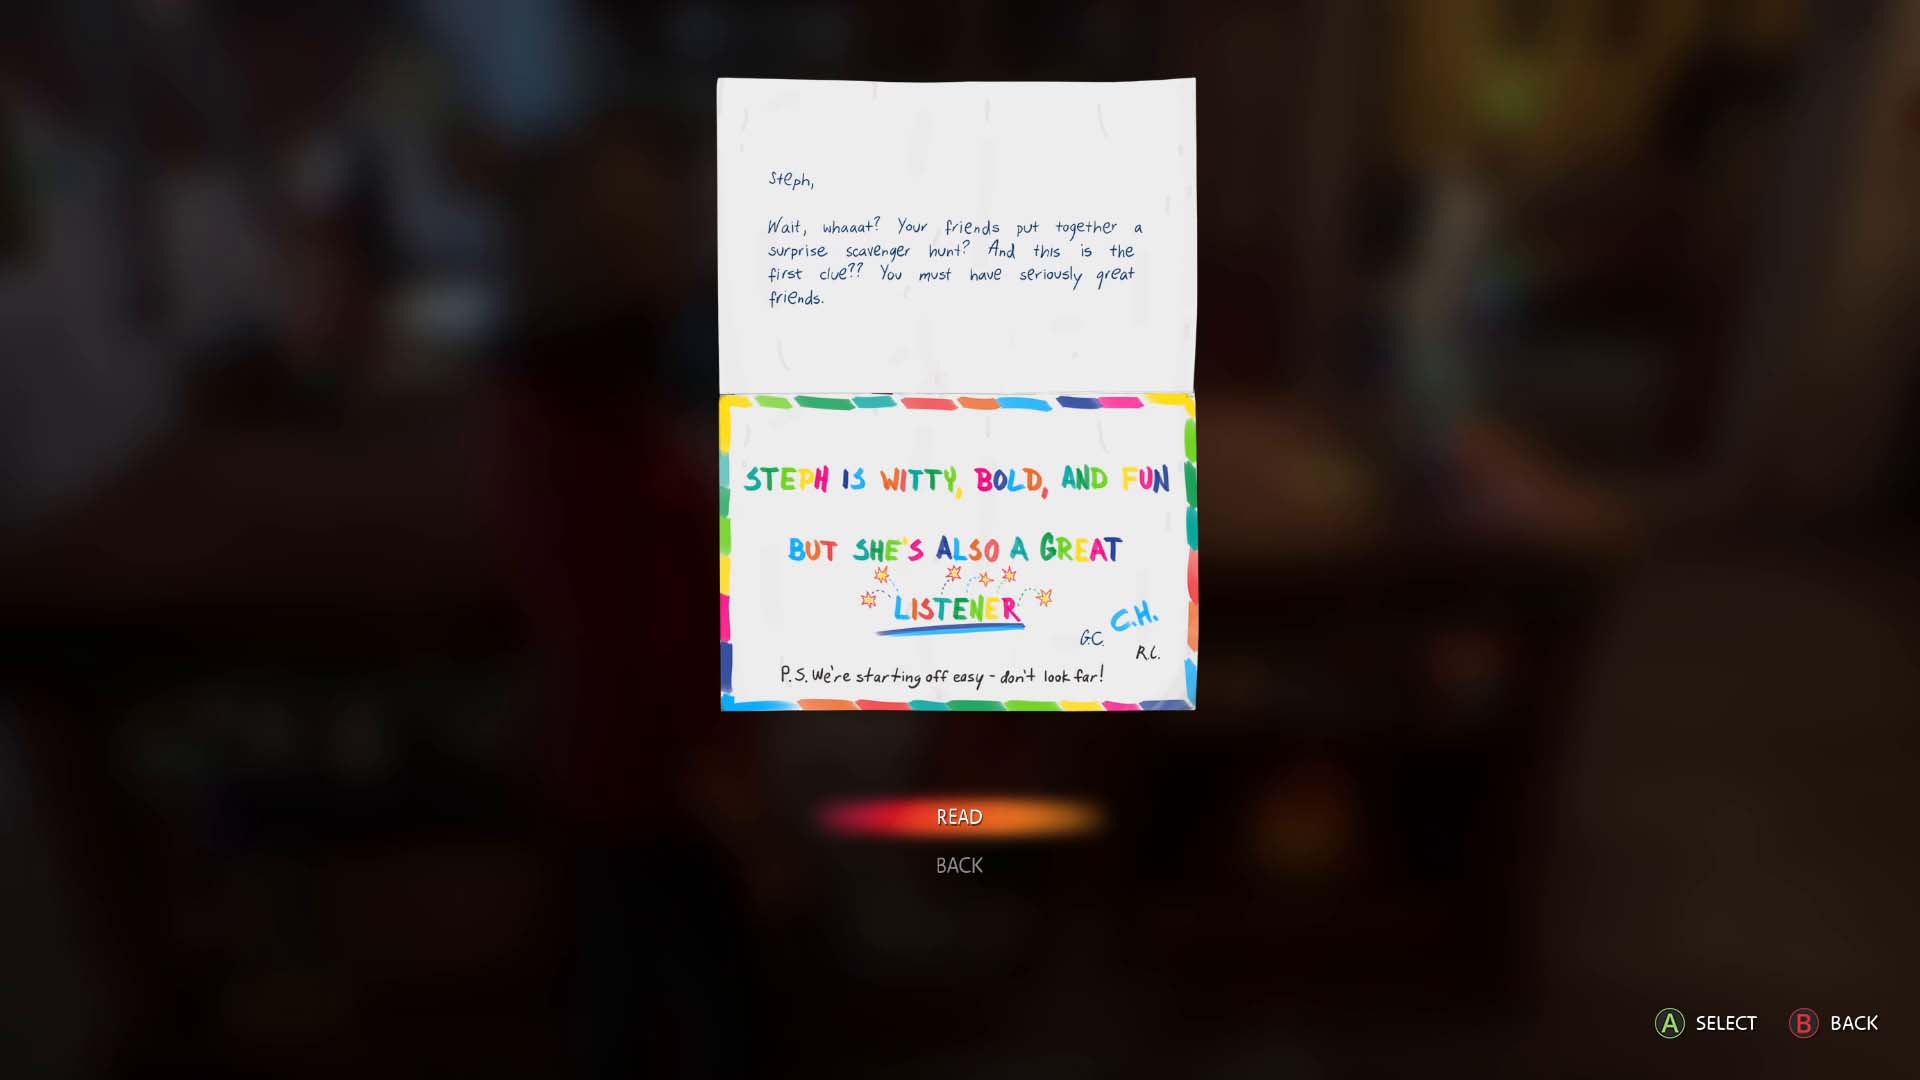 Steph,
Wait, whaaat? Your friends put together a
surprise scavenger hunt? And this is the
first clue?? You must have seriously great
friends.
STEPH IS WITTY, BOLD, AND FUN
BUT SHE'S ALSO A GREAT
LISTENER
C.H.
G.C.
R.L.
P.S. We're starting off easy - don't look far!
READ
BACK
A SELECT B BACK